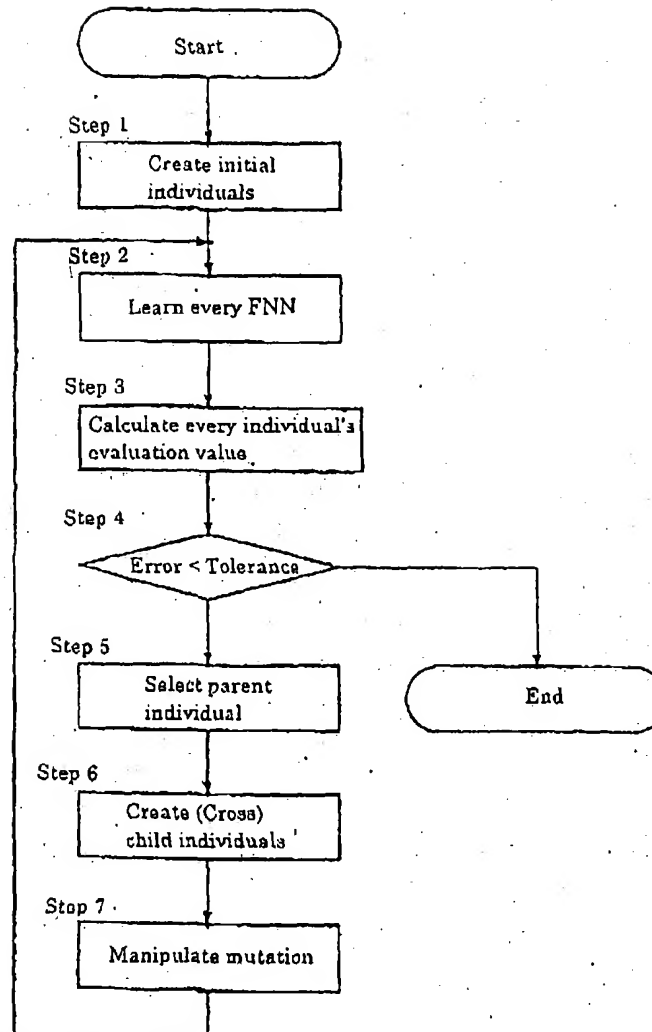 Start
Step 1
Create initial
individuals
Step 2
Learn every FNN
Step 3
Calculate every individual's
evaluation value
Step 4
Error < Tolerance
Step 5
Select parent
individual
End
Step 6
Create (Cross)
child individuals
Step 7
Manipulate mutation